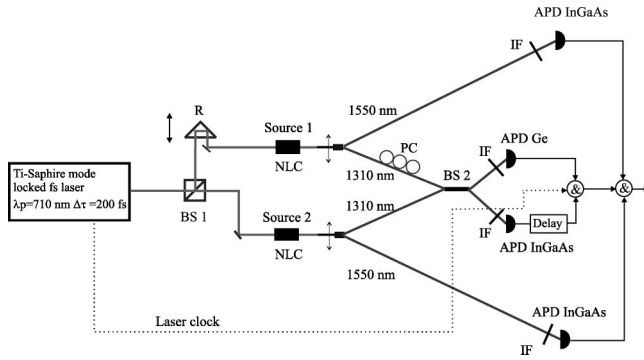 APD InGaAs
IF
1550 nm
R
Source 1
NLC
PC
1310 nm
IF
APD Ge
Ti-Saphire mode
locked fs laser
λp=710 nm Δτ =200 fs
BS 1
BS 2
&
&
1310 nm
Source 2
NLC
IF
Delay
APD InGaAs
1550 nm
Laser clock
APD InGaAs
IF